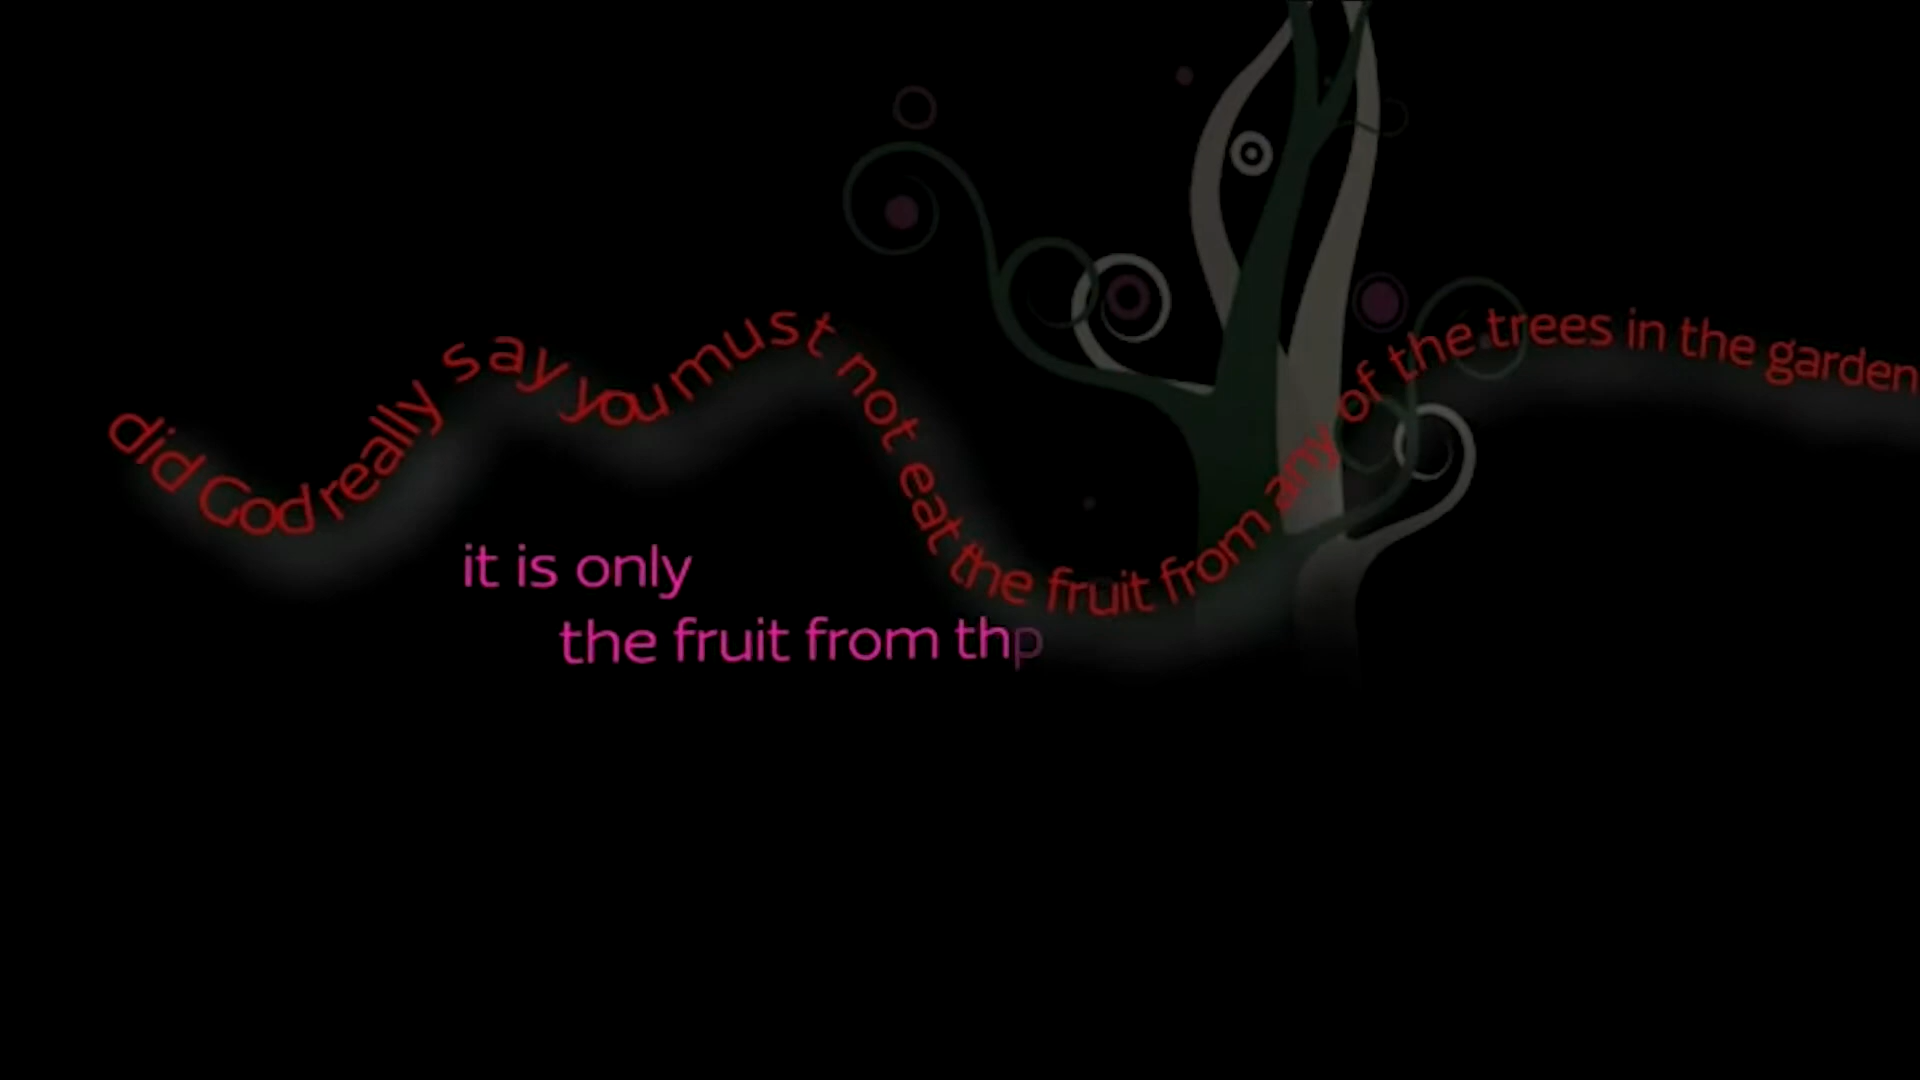 did God really say you must not eat the fruit from any of the trees in the garden
it is only
the fruit from th